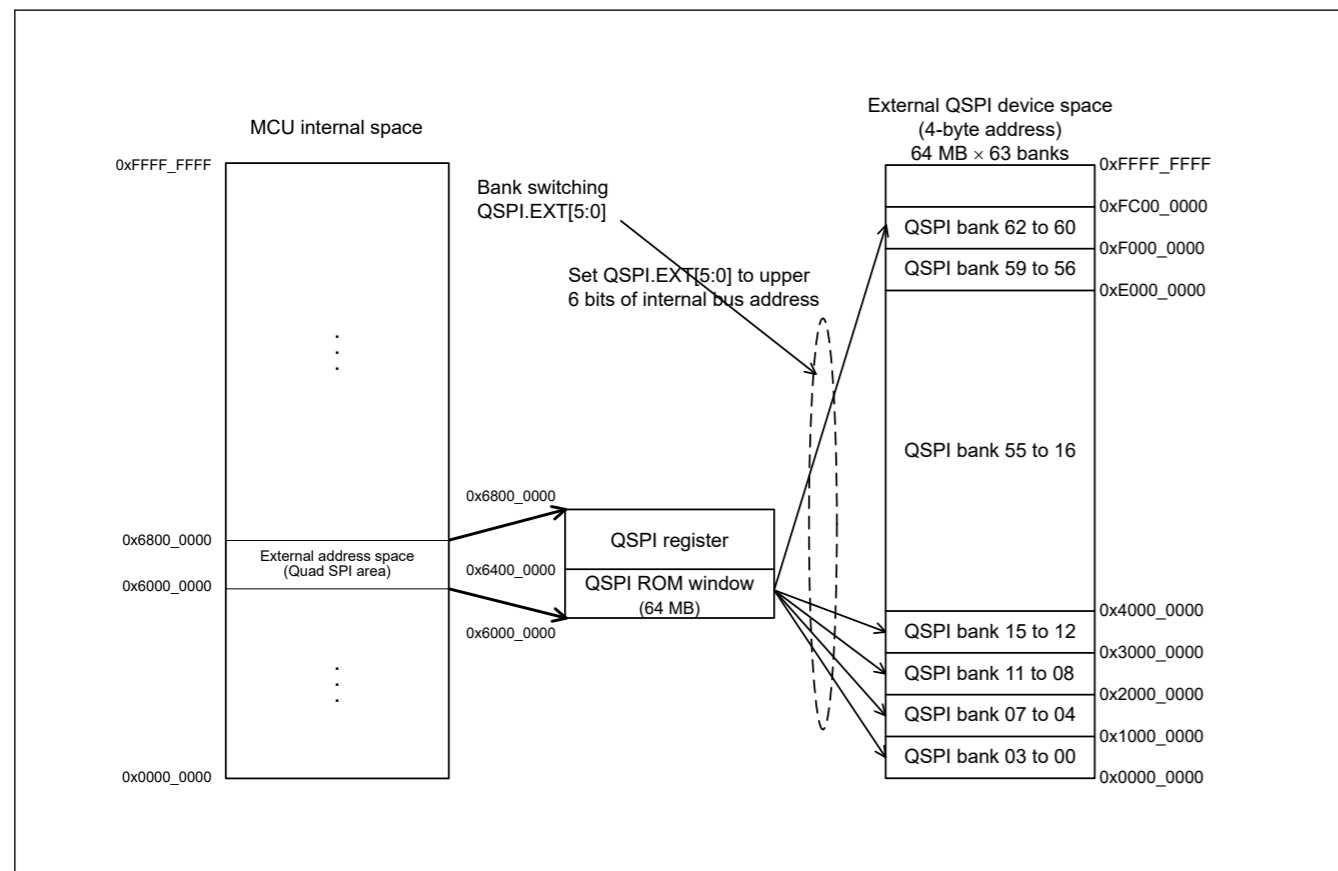 MCU internal space
0xFFFF_FFFF
.
.
.
0x6800_0000
External address space
(Quad SPI area)
0x6000_0000
.
.
.
0x0000_0000
Bank switching
QSPI.EXT[5:0]
Set QSPI.EXT[5:0] to upper
6 bits of internal bus address
0x6800_0000
QSPI register
0x6400_0000
QSPI ROM window
(64 MB)
0x6000_0000
External QSPI device space
(4-byte address)
64 MB × 63 banks
0xFFFF_FFFF
0xFC00_0000
QSPI bank 62 to 60
0xF000_0000
QSPI bank 59 to 56
0xE000_0000
QSPI bank 55 to 16
0x4000_0000
QSPI bank 15 to 12
0x3000_0000
QSPI bank 11 to 08
0x2000_0000
QSPI bank 07 to 04
0x1000_0000
QSPI bank 03 to 00
0x0000_0000